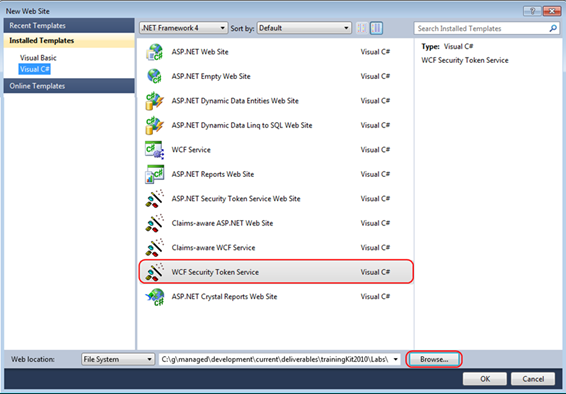 New Web Site
Recent Templates
.NET Framework 4
Sort by:
Default
Search Installed Templates
Installed Templates
Visual Basic
Visual C#
Online Templates
ASP.NET Web Site Visual C#
ASP.NET Empty Web Site Visual C#
ASP.NET Dynamic Data Entities Web Site Visual C#
ASP.NET Dynamic Data Linq to SQL Web Site Visual C#
WCF Service Visual C#
ASP.NET Reports Web Site Visual C#
ASP.NET Security Token Service Web Site Visual C#
Claims-aware ASP.NET Web Site Visual C#
Claims-aware WCF Service Visual C#
WCF Security Token Service Visual C#
ASP.NET Crystal Reports Web Site Visual C#
Type: Visual C#
WCF Security Token Service
Web location:
File System
C:\g\managed\development\current\deliverables\trainingKit2010\Labs\
Browse...
OK
Cancel